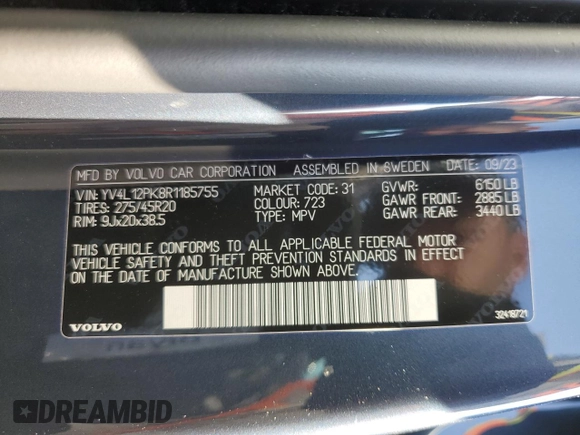 MFD BY VOLVO CAR CORPORATION ASSEMBLED IN SWEDEN DATE: 09/23
VIN: YV4L12PK8R1185755 MARKET CODE: 31 GVWR: 6150 LB
TIRES: 275/45R20 COLOUR: 723 GAWR FRONT: 2885 LB
RIM: 9Jx20x38.5 TYPE: MPV GAWR REAR: 3440 LB
THIS VEHICLE CONFORMS TO ALL APPLICABLE FEDERAL MOTOR
VEHICLE SAFETY AND THEFT PREVENTION STANDARDS IN EFFECT
ON THE DATE OF MANUFACTURE SHOWN ABOVE.
VOLVO 32418721
DREAMBID